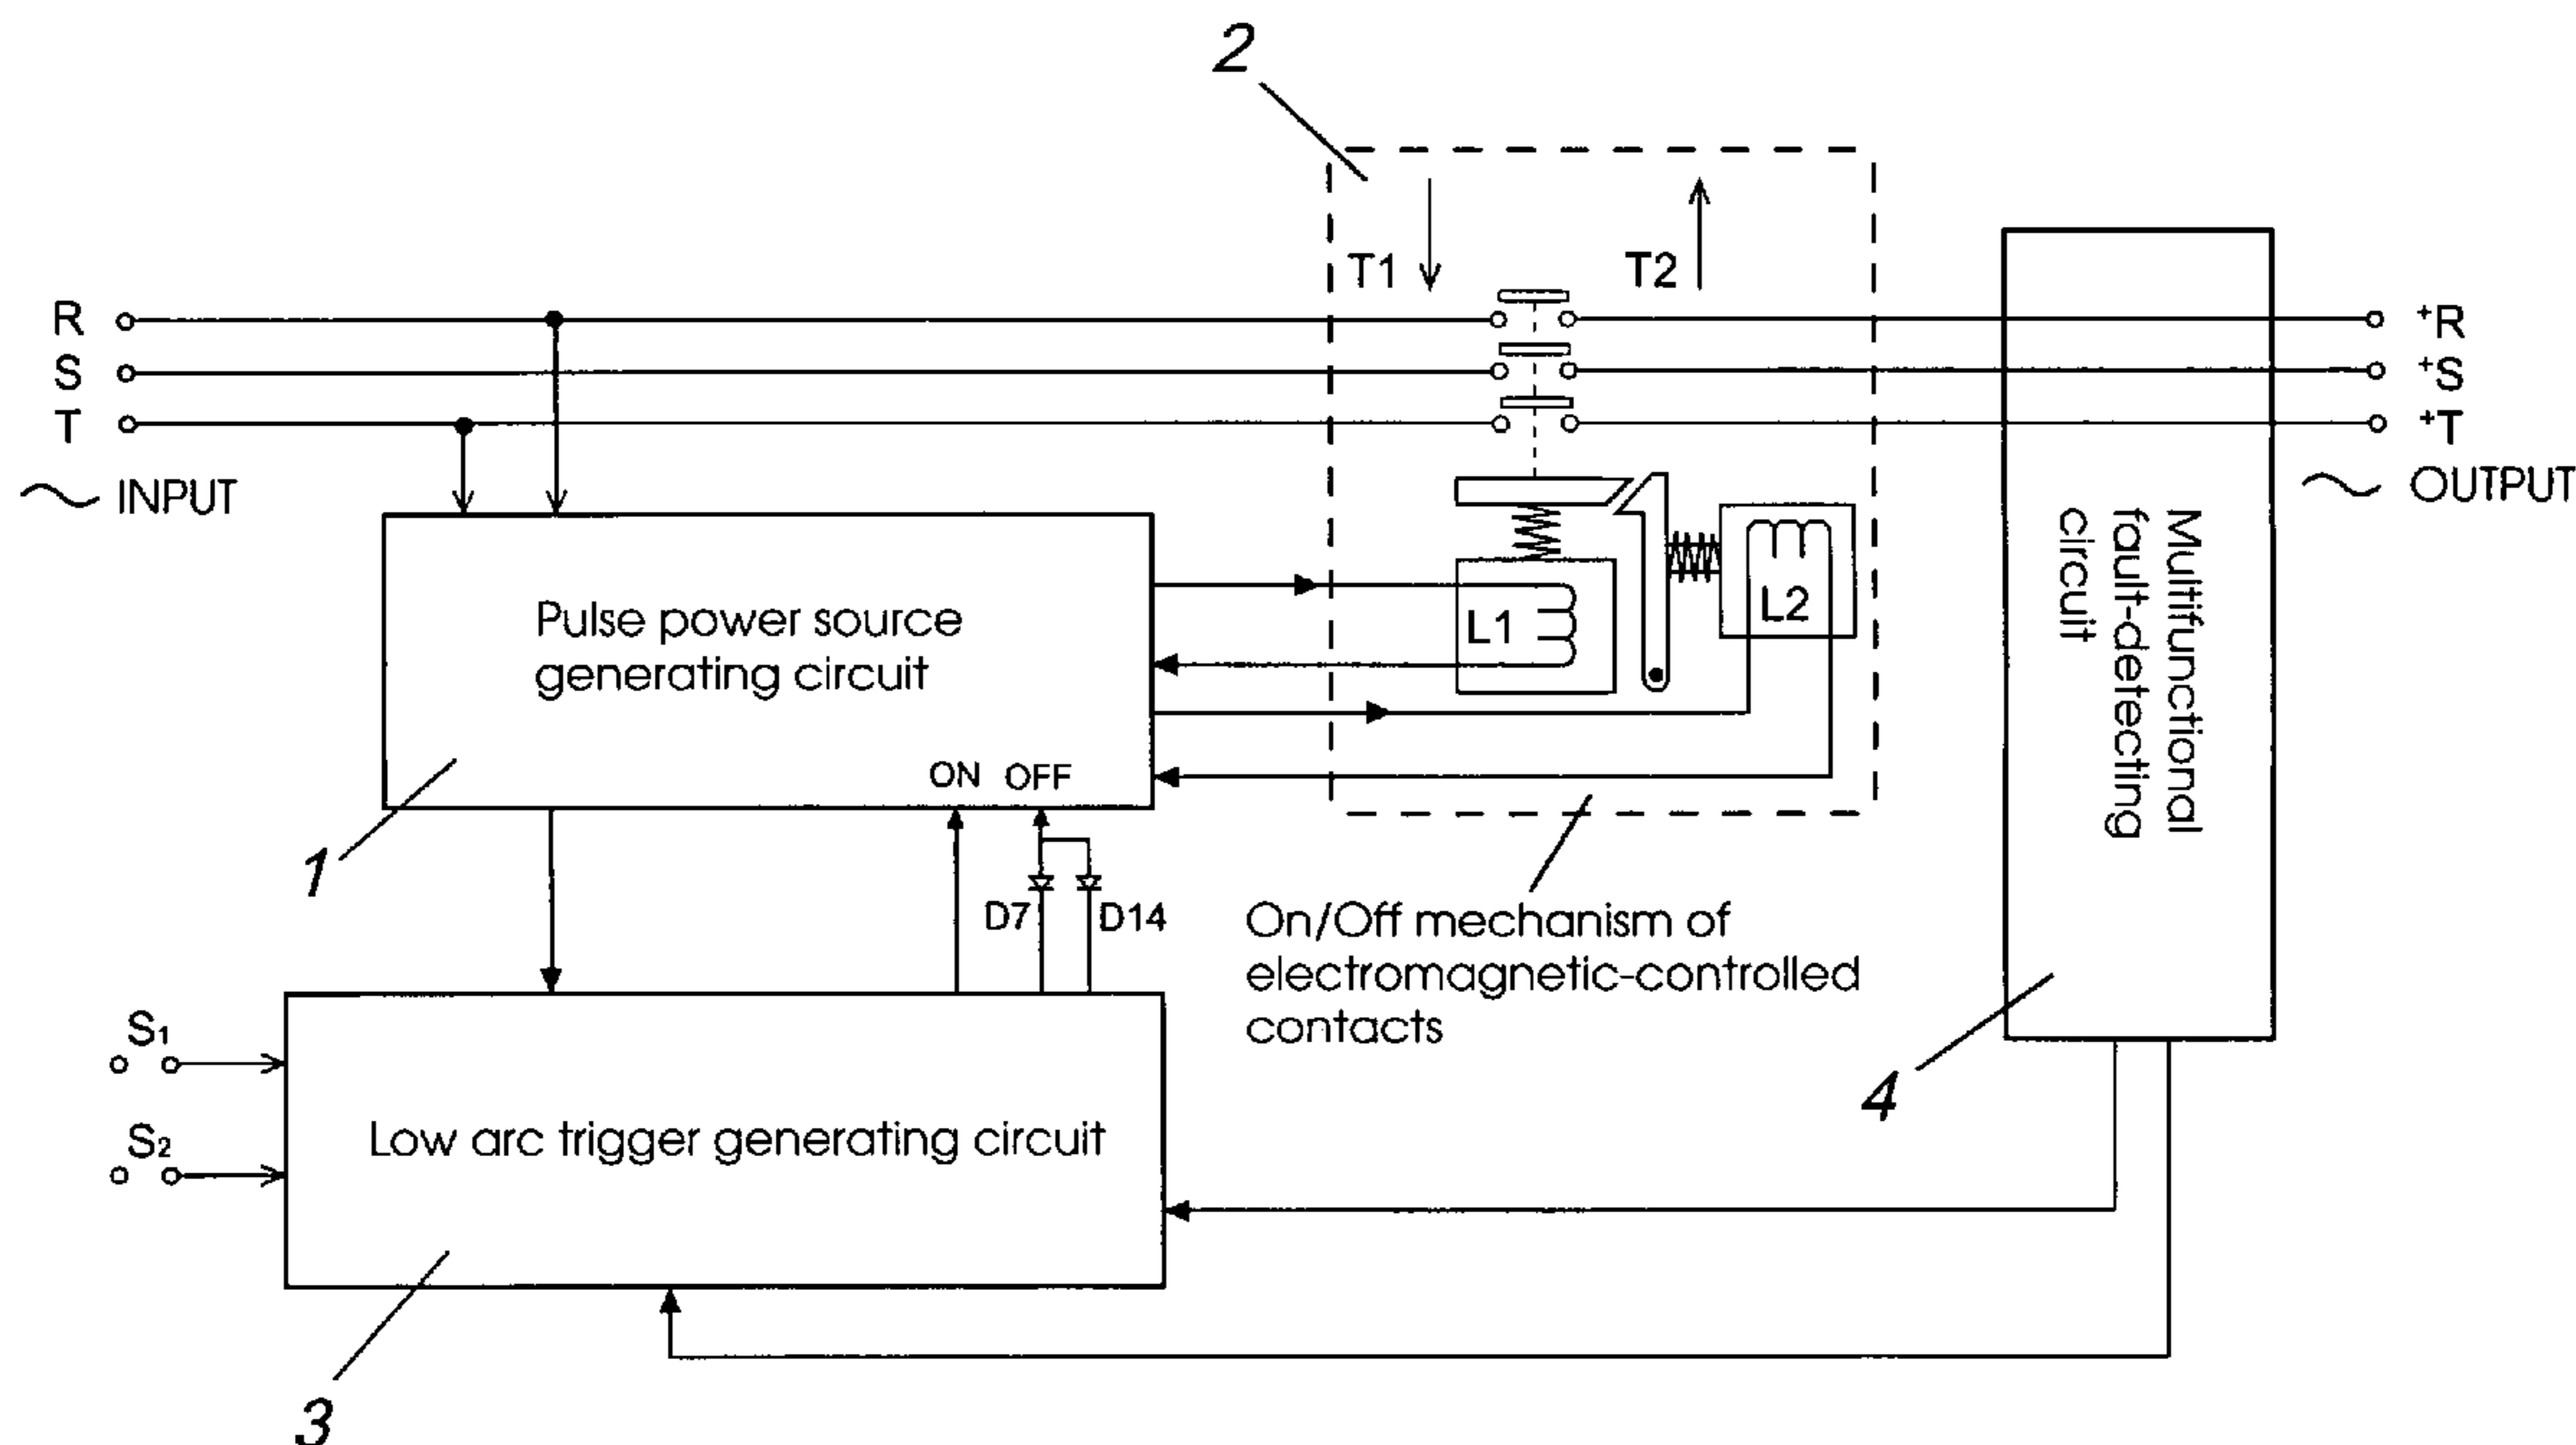 2
T1
T2
R
S
T
~ INPUT
+R
+S
+T
~ OUTPUT
Pulse power source
generating circuit
ON OFF
1
L1
L2
Multifunctional
fault-detecting
circuit
D7
D14
On/Off mechanism of
electromagnetic-controlled
contacts
4
S1
S2
Low arc trigger generating circuit
3